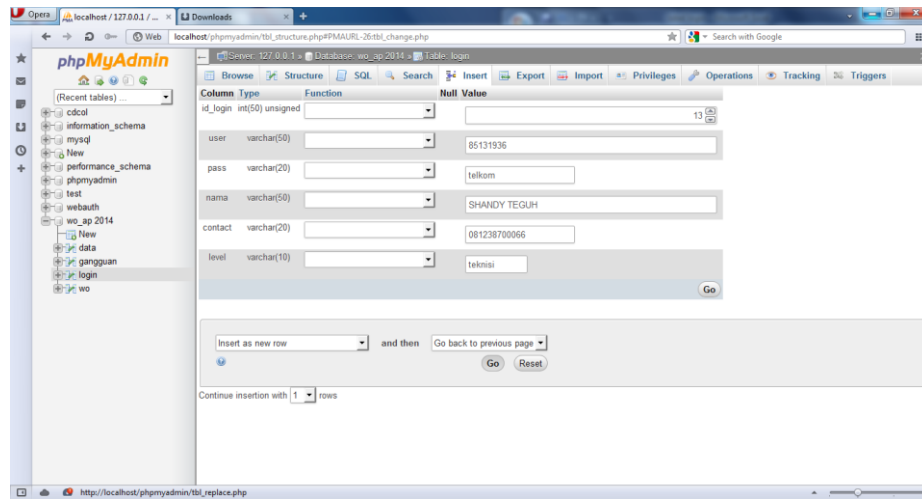 Opera
localhost / 127.0.0.1 / ...
Downloads
Web
localhost/phpmyadmin/tbl_structure.php#PMAURL-26:tbl_change.php
Search with Google
phpMyAdmin
(Recent tables) ...
cdcol
information_schema
mysql
New
performance_schema
phpmyadmin
test
webauth
wo_ap 2014
New
data
gangguan
login
wo
Server: 127.0.0.1 » Database: wo_ap 2014 » Table: login
Browse Structure SQL Search Insert Export Import Privileges Operations Tracking Triggers
Column Type Function Null Value
id_login int(50) unsigned 13
user varchar(50) 85131936
pass varchar(20) telkom
nama varchar(50) SHANDY TEGUH
contact varchar(20) 081238700066
level varchar(10) teknisi
Go
Insert as new row and then Go back to previous page
Go Reset
Continue insertion with 1 rows
http://localhost/phpmyadmin/tbl_replace.php